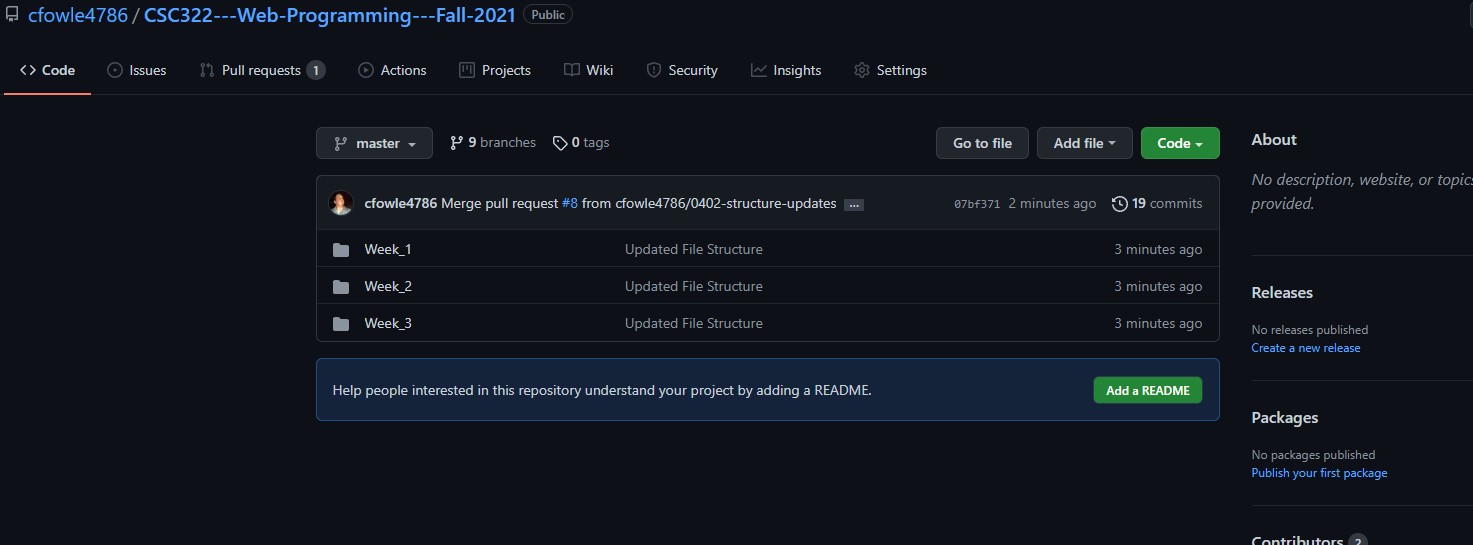 cfowle4786 / CSC322---Web-Programming---Fall-2021 Public
Code Issues Pull requests 1 Actions Projects Wiki Security Insights Settings
master 9 branches 0 tags Go to file Add file Code
cfowle4786 Merge pull request #8 from cfowle4786/0402-structure-updates ... 07bf371 2 minutes ago 19 commits
Week_1 Updated File Structure 3 minutes ago
Week_2 Updated File Structure 3 minutes ago
Week_3 Updated File Structure 3 minutes ago
Help people interested in this repository understand your project by adding a README. Add a README
About
No description, website, or topics
provided.
Releases
No releases published
Create a new release
Packages
No packages published
Publish your first package
Contributors 2